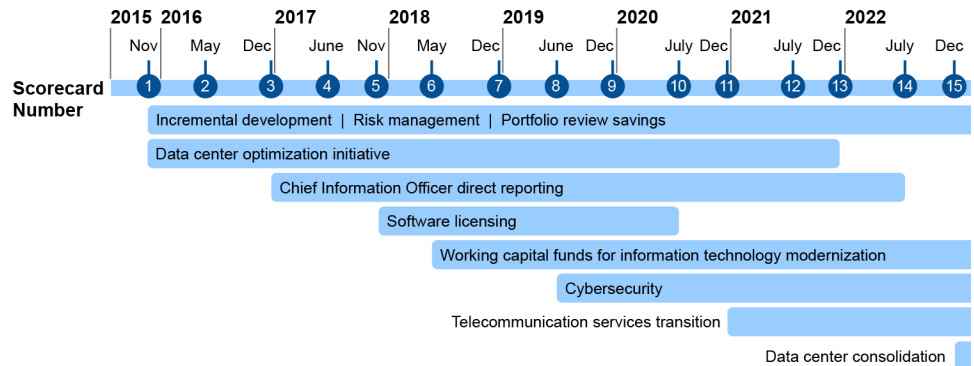 2015 2016 2017 2018 2019 2020 2021 2022
Nov May Dec June Nov May Dec June Dec July Dec July Dec July Dec
Scorecard
Number
1 2 3 4 5 6 7 8 9 10 11 12 13 14 15
Incremental development | Risk management | Portfolio review savings
Data center optimization initiative
Chief Information Officer direct reporting
Software licensing
Working capital funds for information technology modernization
Cybersecurity
Telecommunication services transition
Data center consolidation